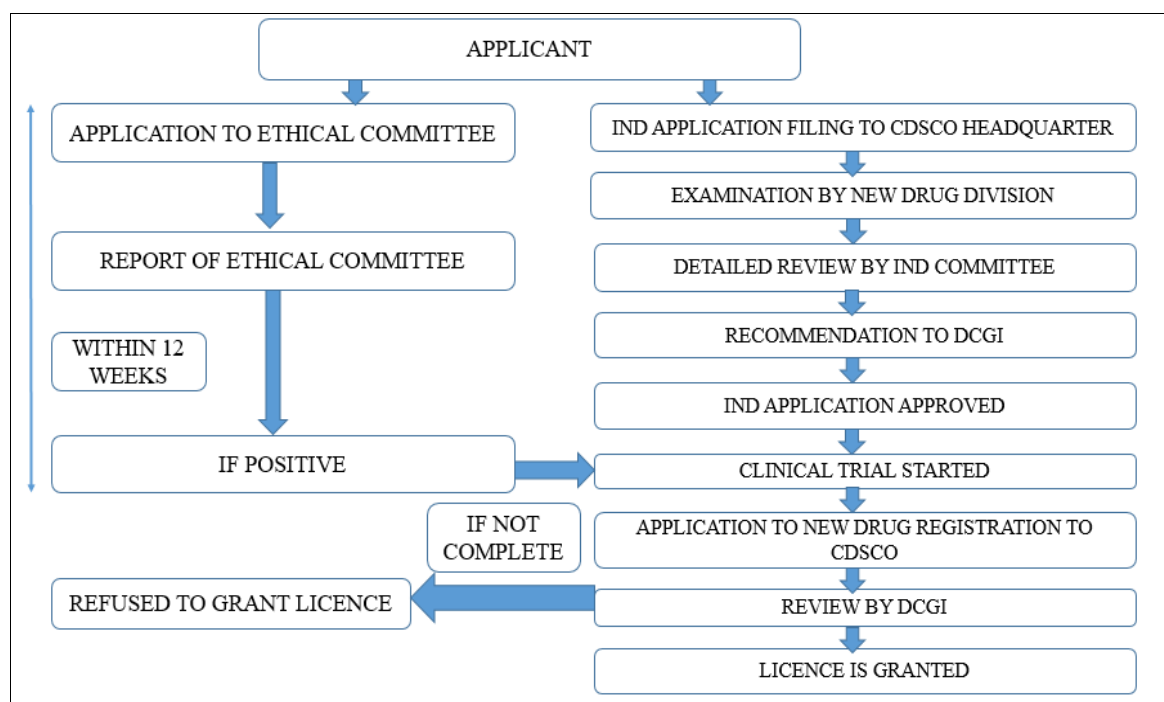 APPLICANT
APPLICATION TO ETHICAL COMMITTEE
REPORT OF ETHICAL COMMITTEE
WITHIN 12
WEEKS
IF POSITIVE
IND APPLICATION FILING TO CDSCO HEADQUARTER
EXAMINATION BY NEW DRUG DIVISION
DETAILED REVIEW BY IND COMMITTEE
RECOMMENDATION TO DCGI
IND APPLICATION APPROVED
CLINICAL TRIAL STARTED
APPLICATION TO NEW DRUG REGISTRATION TO
CDSCO
IF NOT
COMPLETE
REFUSED TO GRANT LICENCE
REVIEW BY DCGI
LICENCE IS GRANTED